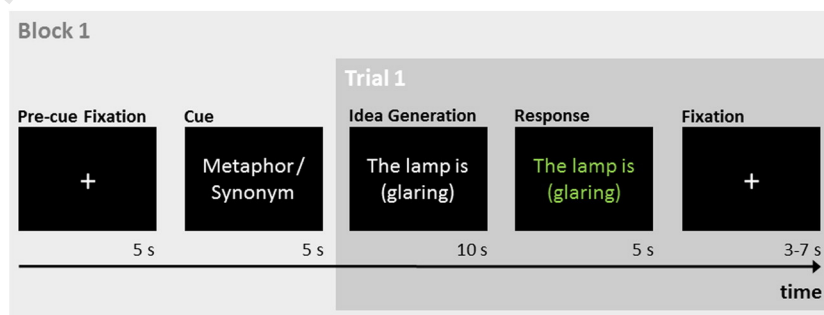 Block 1
Trial 1
Pre-cue Fixation Cue Idea Generation Response Fixation
+
Metaphor/
Synonym
The lamp is
(glaring)
The lamp is
(glaring)
+
5 s 5 s 10 s 5 s 3-7 s
time